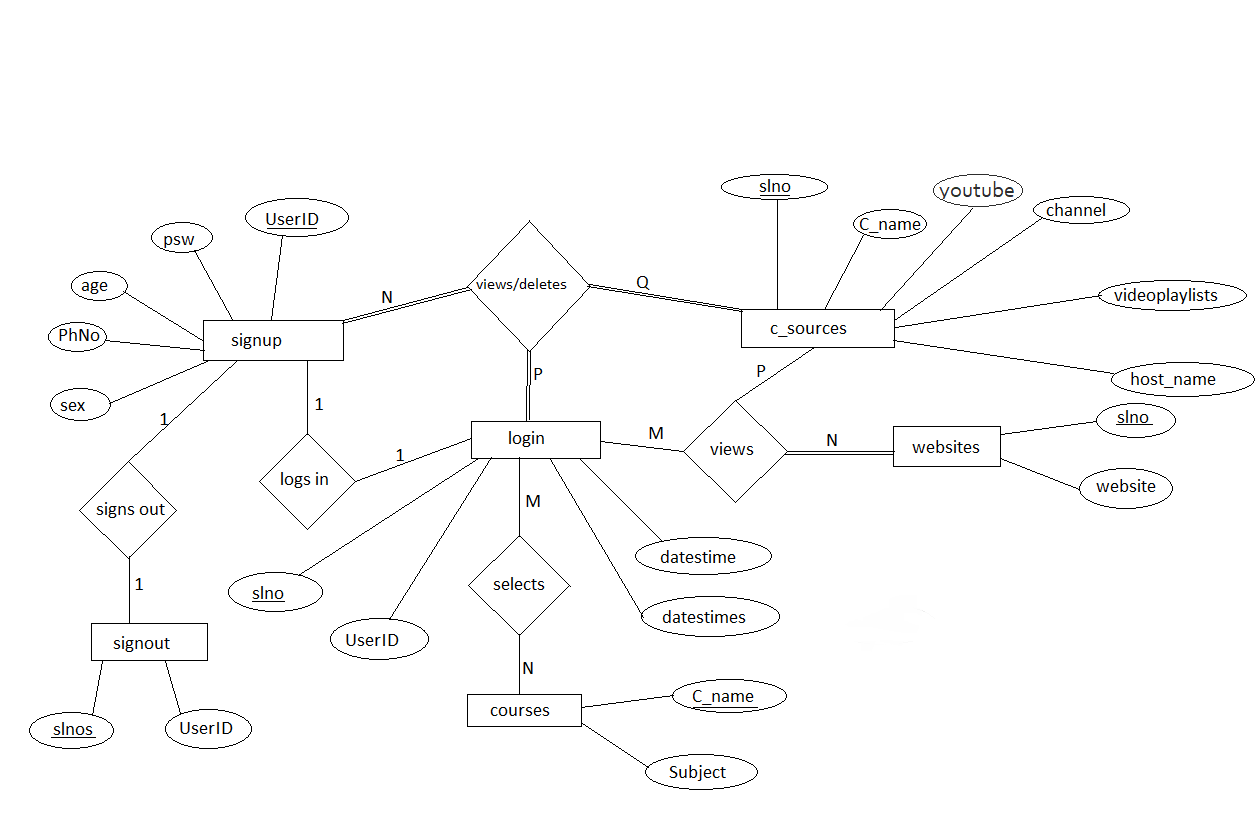 slno
youtube
channel
C_name
UserID
psw
age
views/deletes
Q
N
videoplaylists
PhNo
signup
c_sources
P
P
host_name
sex
1
1
slno
login
M
N
views
websites
1
logs in
website
signs out
M
datestime
1
selects
slno
datestimes
UserID
signout
N
C_name
courses
slnos
UserID
Subject